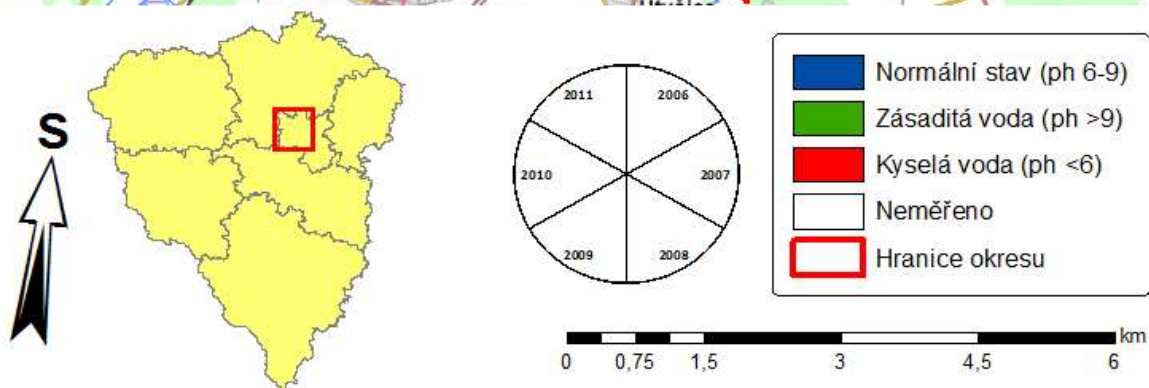 S
2011
2006
2010
2007
2009
2008
Normální stav (ph 6-9)
Zásaditá voda (ph >9)
Kyselá voda (ph <6)
Neměřeno
Hranice okresu
km
0 0,75 1,5 3 4,5 6